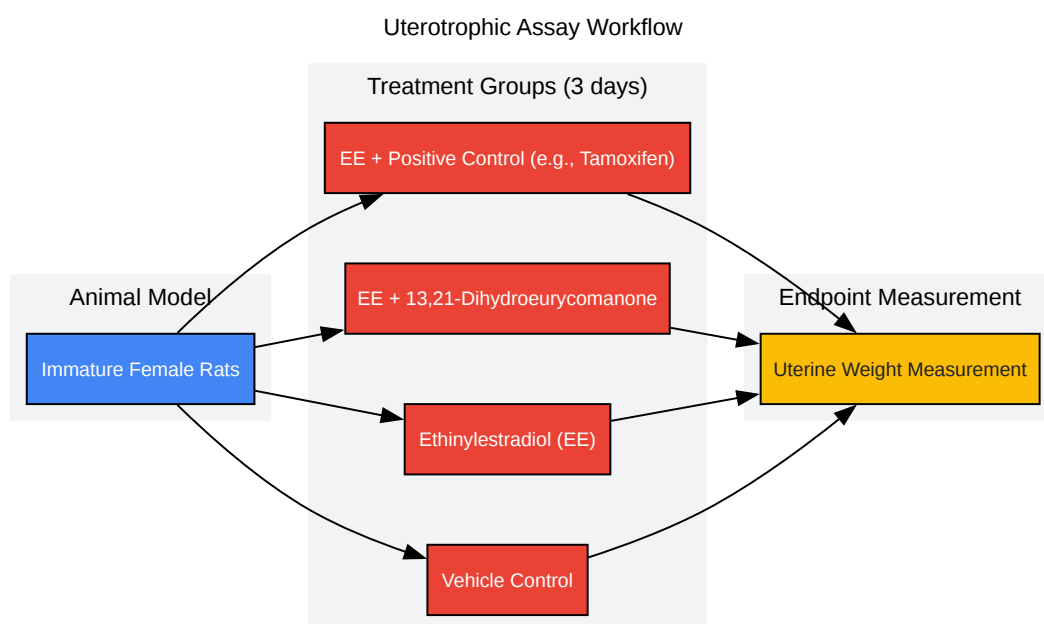 Uterotrophic Assay Workflow
Treatment Groups (3 days)
EE + Positive Control (e.g., Tamoxifen)
EE + 13,21-Dihydroeurycomanone
Animal Model
Endpoint Measurement
Immature Female Rats
Uterine Weight Measurement
Ethinylestradiol (EE)
Vehicle Control